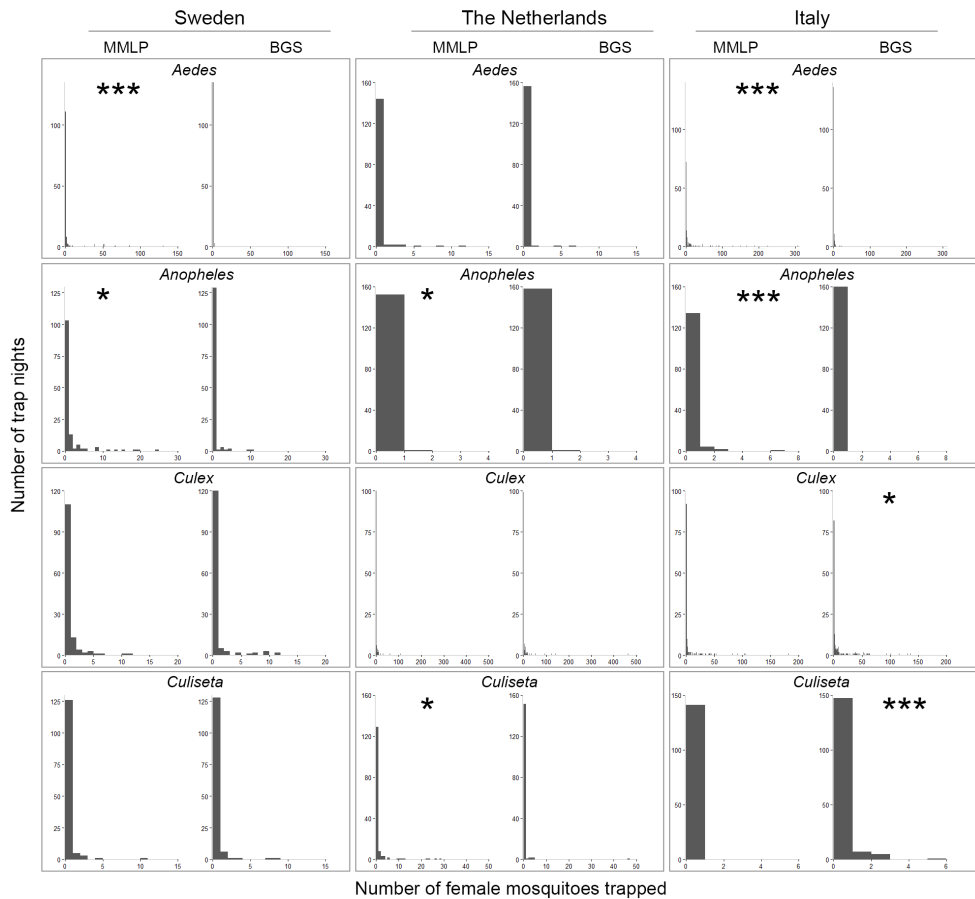 Sweden The Netherlands Italy
MMLP BGS MMLP BGS MMLP BGS
Aedes Aedes Aedes
*** ***
0 50 100
0 50 100
0 40 80 120 160
0 40 80 120 160
0 50 100
0 50 100
0 50 100 150
0 50 100 150
0 5 10 15
0 5 10 15
0 100 200 300
0 100 200 300
Anopheles Anopheles Anopheles
* * ***
0 25 50 75 100 125
0 25 50 75 100 125
0 40 80 120 160
0 40 80 120 160
0 40 80 120 160
0 40 80 120 160
0 10 20 30
0 10 20 30
0 1 2 3 4
0 1 2 3 4
0 2 4 6 8
0 2 4 6 8
Number of trap nights
Culex Culex Culex
*
0 30 60 90 120
0 30 60 90 120
0 25 50 75 100
0 25 50 75 100
0 25 50 75 100
0 25 50 75 100
0 5 10 15 20
0 5 10 15 20
0 100 200 300 400 500
0 100 200 300 400 500
0 50 100 150 200
0 50 100 150 200
Culiseta Culiseta Culiseta
* ***
0 25 50 75 100 125
0 25 50 75 100 125
0 40 80 120 160
0 40 80 120 160
0 50 100 150
0 50 100 150
0 5 10 15
0 5 10 15
0 10 20 30 40 50
0 10 20 30 40 50
0 2 4 6
0 2 4 6
Number of female mosquitoes trapped